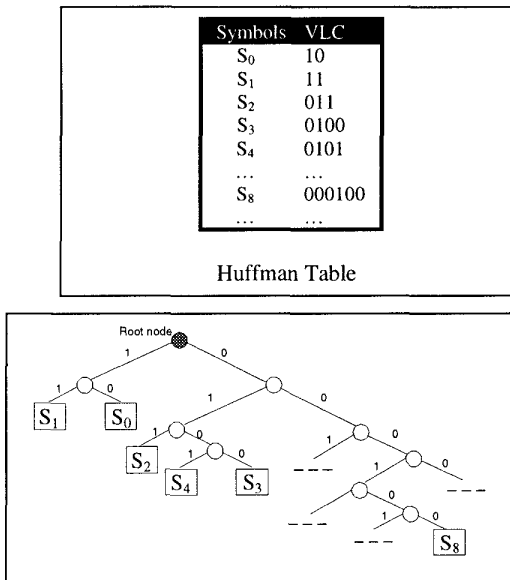 Symbols VLC
S0 10
S1 11
S2 011
S3 0100
S4 0101
... ...
S8 000100
... ...
Huffman Table
Root node
1 0
1 0 1 0
S1 S0
1 0 1 0
S2
1 0 1 0
S4 S3
1 0
1 0
S8